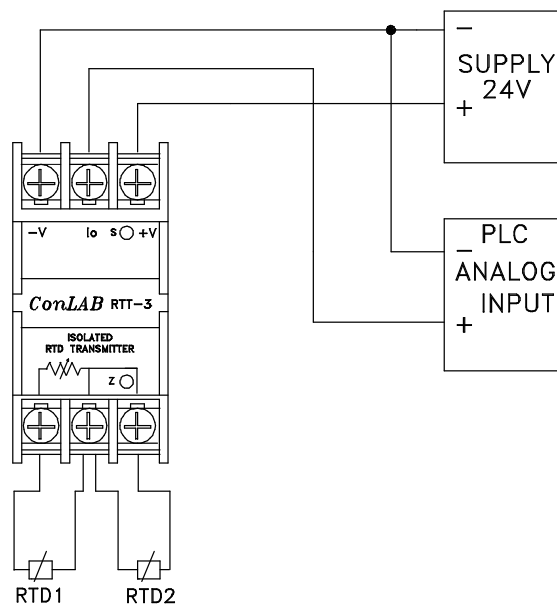 −
SUPPLY
24V
+
−V Io S +V
− PLC
ANALOG
INPUT
+
ConLAB RTT−3
ISOLATED
RTD TRANSMITTER
Z
RTD1 RTD2